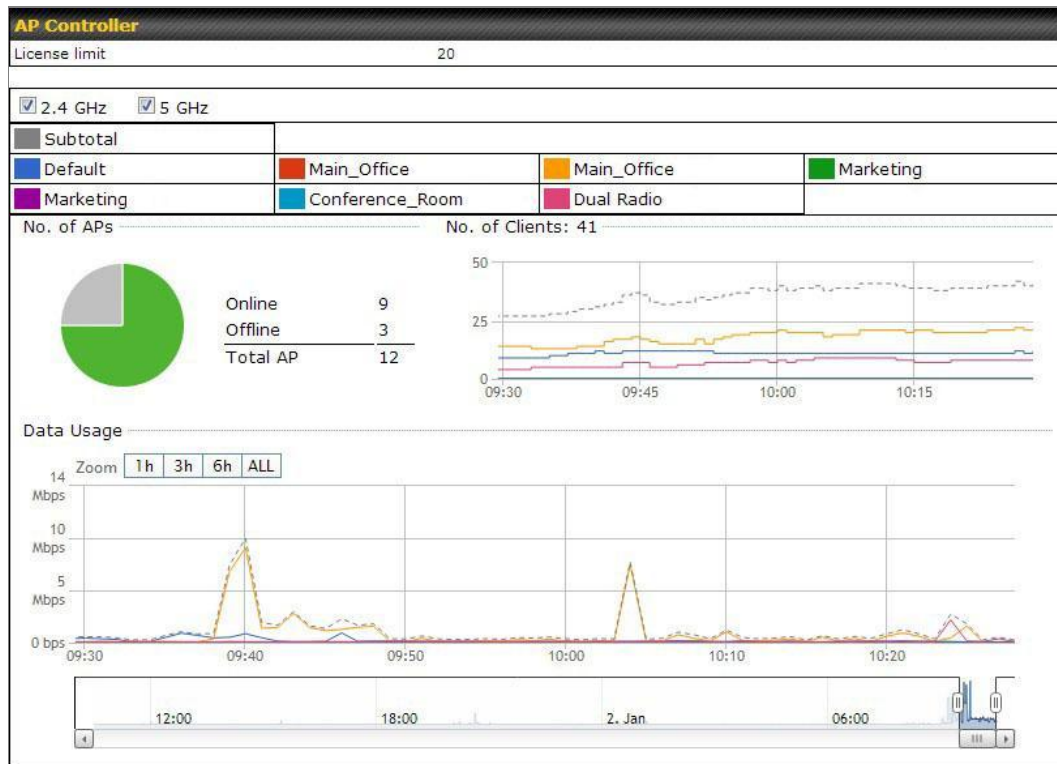 AP Controller
License limit 20
2.4 GHz 5 GHz
Subtotal
Default Main_Office Main_Office Marketing
Marketing Conference_Room Dual Radio
No. of APs No. of Clients: 41
50
Online 9
25
Offline 3
Total AP 12
0
09:30 09:45 10:00 10:15
Data Usage
Zoom 1h 3h 6h ALL
14
Mbps
10
Mbps
5
Mbps
0 bps
09:30 09:40 09:50 10:00 10:10 10:20
12:00 18:00 2. Jan 06:00